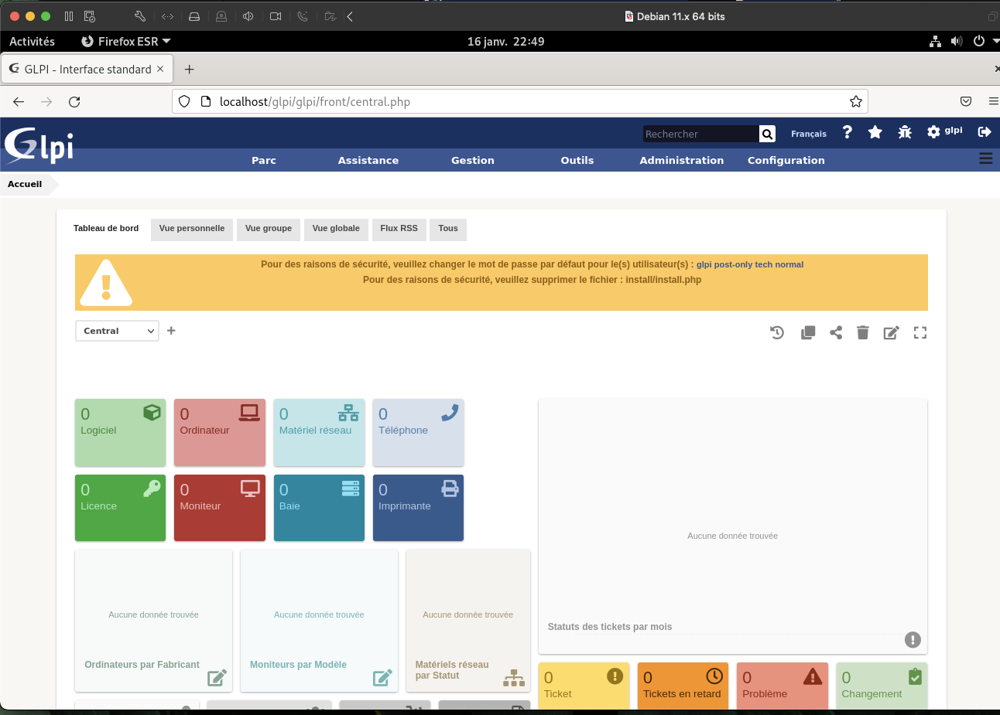 Debian 11.x 64 bits
Activités
Firefox ESR
16 janv. 22:49
GLPI - Interface standard
localhost/glpi/glpi/front/central.php
Glpi
Rechercher
Français
glpi
Parc
Assistance
Gestion
Outils
Administration
Configuration
Accueil
Tableau de bord
Vue personnelle
Vue groupe
Vue globale
Flux RSS
Tous
Pour des raisons de sécurité, veuillez changer le mot de passe par défaut pour le(s) utilisateur(s) : glpi post-only tech normal
Pour des raisons de sécurité, veuillez supprimer le fichier : install/install.php
Central
0
Logiciel
0
Ordinateur
0
Matériel réseau
0
Téléphone
0
Licence
0
Moniteur
0
Baie
0
Imprimante
Aucune donnée trouvée
Statuts des tickets par mois
Aucune donnée trouvée
Ordinateurs par Fabricant
Aucune donnée trouvée
Moniteurs par Modèle
Aucune donnée trouvée
Matériels réseau
par Statut
0
Ticket
0
Tickets en retard
0
Problème
0
Changement